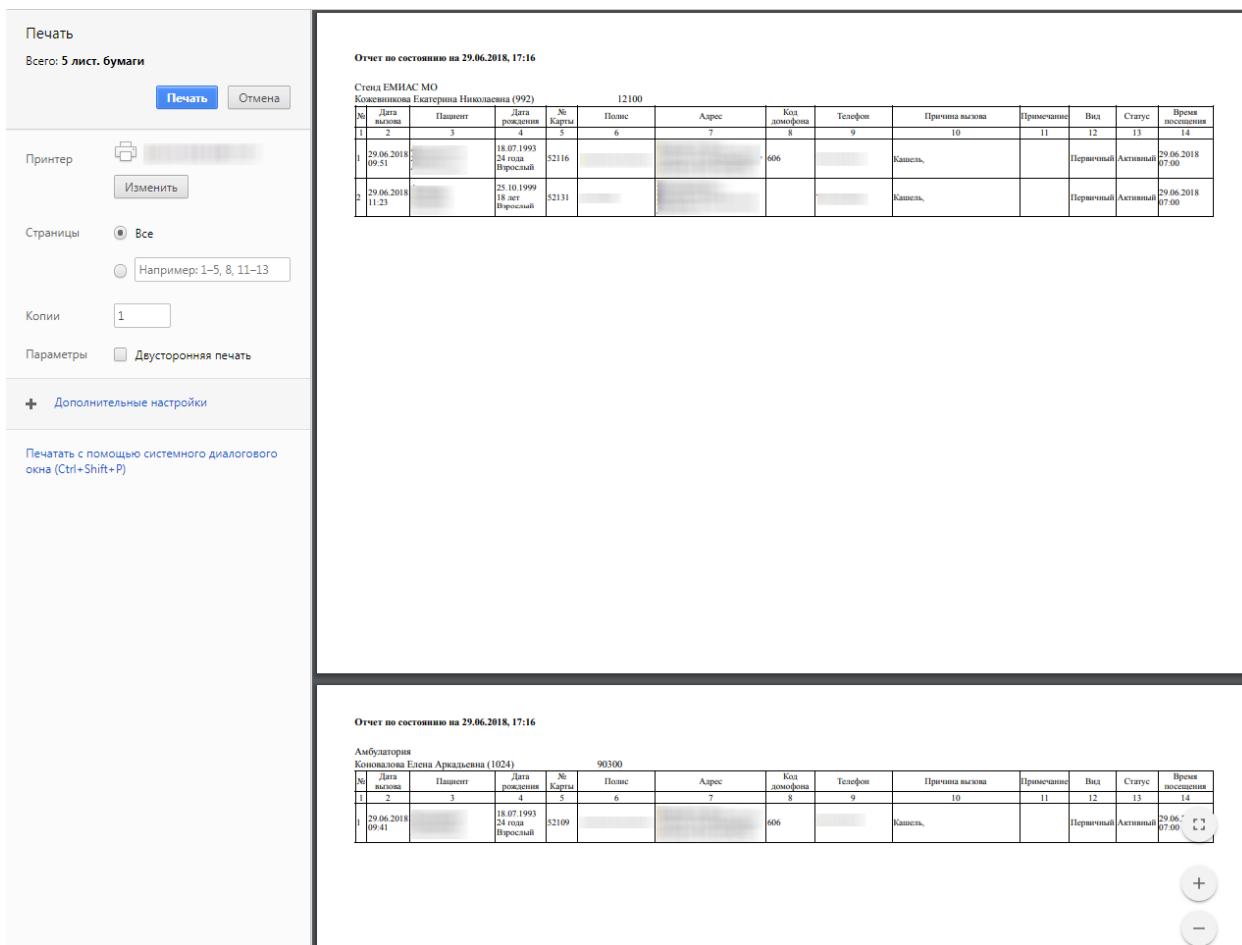 Печать
Всего: 5 лист. бумаги
Печать Отмена
Принтер
Изменить
Страницы Все
Например: 1–5, 8, 11–13
Копии 1
Параметры Двусторонняя печать
Дополнительные настройки
Печатать с помощью системного диалогового
окна (Ctrl+Shift+P)
Отчет по состоянию на 29.06.2018, 17:16
Стенд ЕМИАС МО
Кожевникова Екатерина Николаевна (992) 12100
№ Дата вызова Пациент Дата рождения № Карты Полис Адрес Код домофона Телефон Причина вызова Примечание Вид Статус Время посещения
1 2 3 4 5 6 7 8 9 10 11 12 13 14
1 29.06.2018 09:51 18.07.1993 24 года Взрослый 52116 606 Кашель, Первичный Активный 29.06.2018 07:00
2 29.06.2018 11:23 25.10.1999 18 лет Взрослый 52131 Кашель, Первичный Активный 29.06.2018 07:00
Отчет по состоянию на 29.06.2018, 17:16
Амбулатория
Коновалова Елена Аркадьевна (1024) 90300
№ Дата вызова Пациент Дата рождения № Карты Полис Адрес Код домофона Телефон Причина вызова Примечание Вид Статус Время посещения
1 2 3 4 5 6 7 8 9 10 11 12 13 14
1 29.06.2018 09:41 18.07.1993 24 года Взрослый 52109 606 Кашель, Первичный Активный 29.06. 07:00